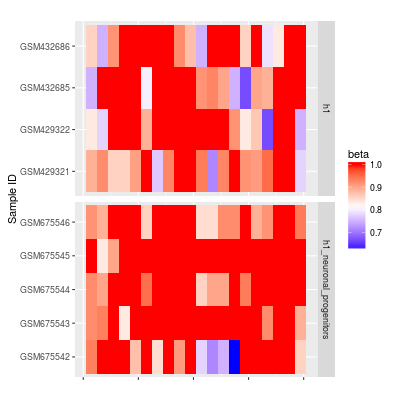 GSM432686
GSM432685
GSM429322
GSM429321
h1
GSM675546
GSM675545
GSM675544
GSM675543
GSM675542
h1_neuronal_progenitors
Sample ID
beta
1.0
0.9
0.8
0.7